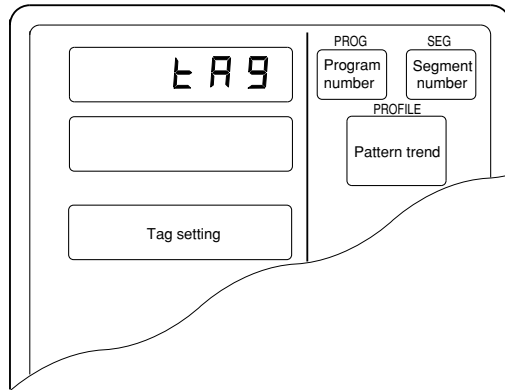 PROG SEG
tAg
Program number
Segment number
PROFILE
Pattern trend
Tag setting